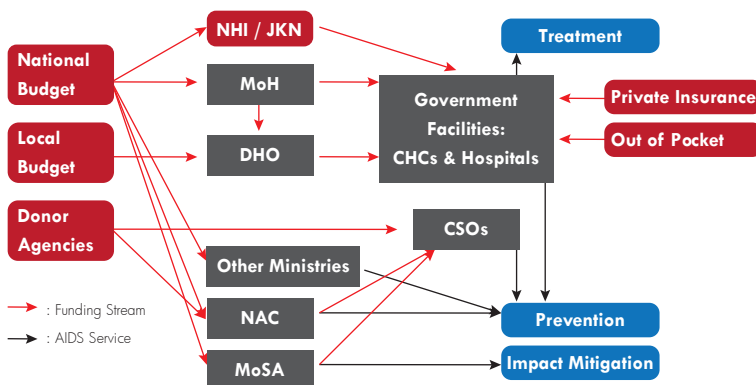 NHI / JKN
Treatment
National
Budget
MoH
Government
Facilities:
CHCs & Hospitals
Private Insurance
Local
Budget
DHO
Out of Pocket
Donor
Agencies
CSOs
Other Ministries
: Funding Stream
NAC
Prevention
: AIDS Service
MoSA
Impact Mitigation